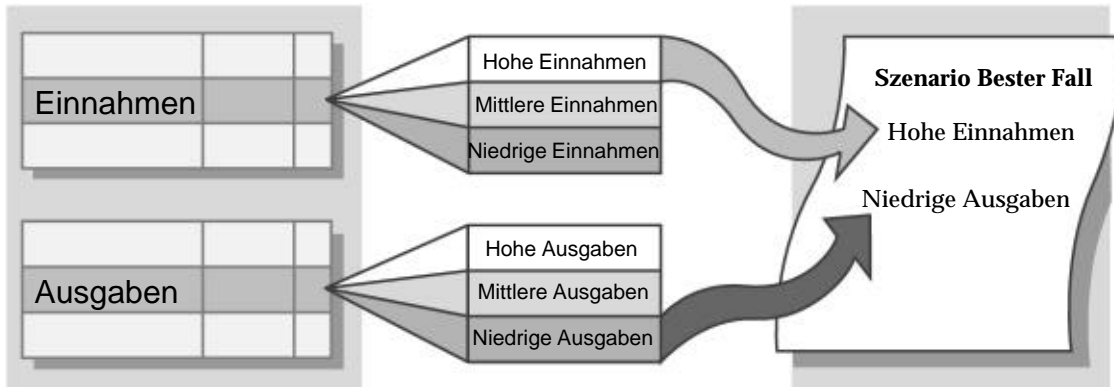 Einnahmen
Hohe Einnahmen
Mittlere Einnahmen
Niedrige Einnahmen
Ausgaben
Hohe Ausgaben
Mittlere Ausgaben
Niedrige Ausgaben
Szenario Bester Fall
Hohe Einnahmen
Niedrige Ausgaben